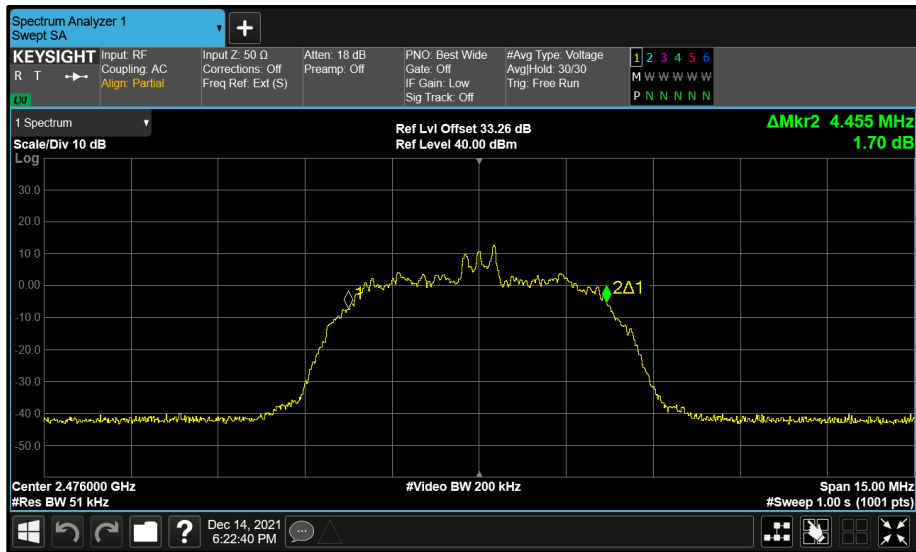 Spectrum Analyzer 1
Swept SA
+
KEYSIGHT
R T
LXI
Input: RF
Coupling: AC
Align: Partial
Input Z: 50 Ω
Corrections: Off
Freq Ref: Ext (S)
Atten: 18 dB
Preamp: Off
PNO: Best Wide
Gate: Off
IF Gain: Low
Sig Track: Off
#Avg Type: Voltage
Avg|Hold: 30/30
Trig: Free Run
1 2 3 4 5 6
M W W W W W
P N N N N N
1 Spectrum
Scale/Div 10 dB
Log
Ref Lvl Offset 33.26 dB
Ref Level 40.00 dBm
ΔMkr2 4.455 MHz
1.70 dB
30.0
20.0
10.0
0.00
-10.0
-20.0
-30.0
-40.0
-50.0
1
2Δ1
Center 2.476000 GHz
#Res BW 51 kHz
#Video BW 200 kHz
Span 15.00 MHz
#Sweep 1.00 s (1001 pts)
?
Dec 14, 2021
6:22:40 PM